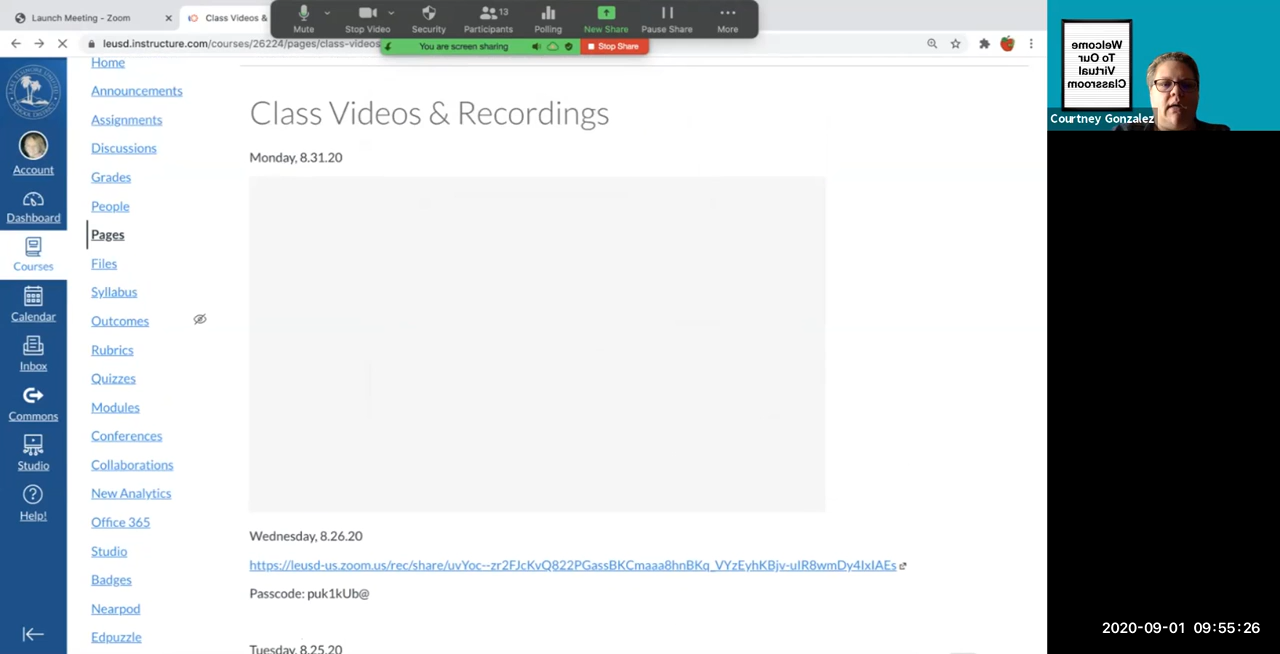 Launch Meeting - Zoom
Class Videos &
Mute
Stop Video
Security
Participants
13
Polling
New Share
Pause Share
More
leusd.instructure.com/courses/26224/pages/class-videos
You are screen sharing
Stop Share
Welcome
To Our
Virtual
Classroom
Courtney Gonzalez
Account
Dashboard
Courses
Calendar
Inbox
Commons
Studio
Help!
Home
Announcements
Assignments
Discussions
Grades
People
Pages
Files
Syllabus
Outcomes
Rubrics
Quizzes
Modules
Conferences
Collaborations
New Analytics
Office 365
Studio
Badges
Nearpod
Edpuzzle
Class Videos & Recordings
Monday, 8.31.20
Wednesday, 8.26.20
https://leusd-us.zoom.us/rec/share/uvYoc--zr2FJcKvQ822PGassBKCmaaa8hnBKq_VYzEyhKBjv-uIR8wmDy4IxIAEs
Passcode: puk1kUb@
Tuesday, 8.25.20
2020-09-01 09:55:26